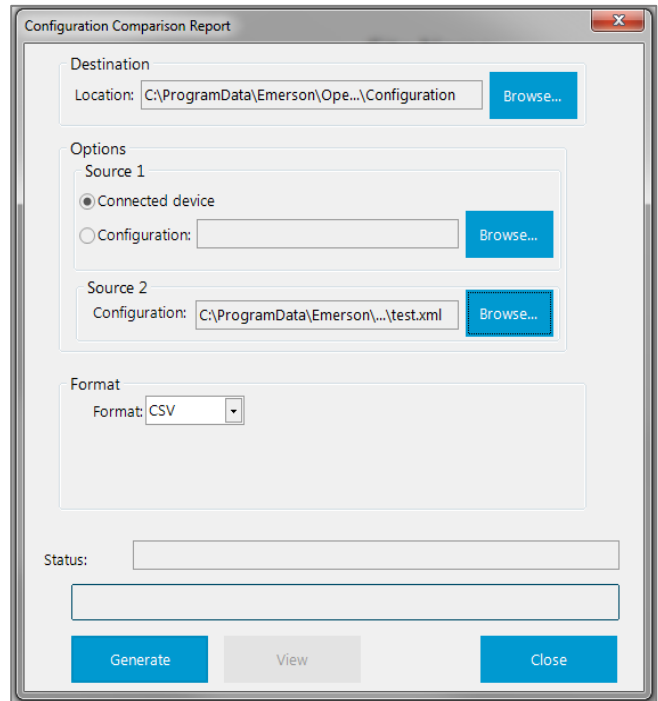 Configuration Comparison Report
Destination
Location: C:\ProgramData\Emerson\Ope...\Configuration Browse...
Options
Source 1
Connected device
Configuration: Browse...
Source 2
Configuration: C:\ProgramData\Emerson\...\test.xml Browse...
Format
Format: CSV
Status:
Generate View Close